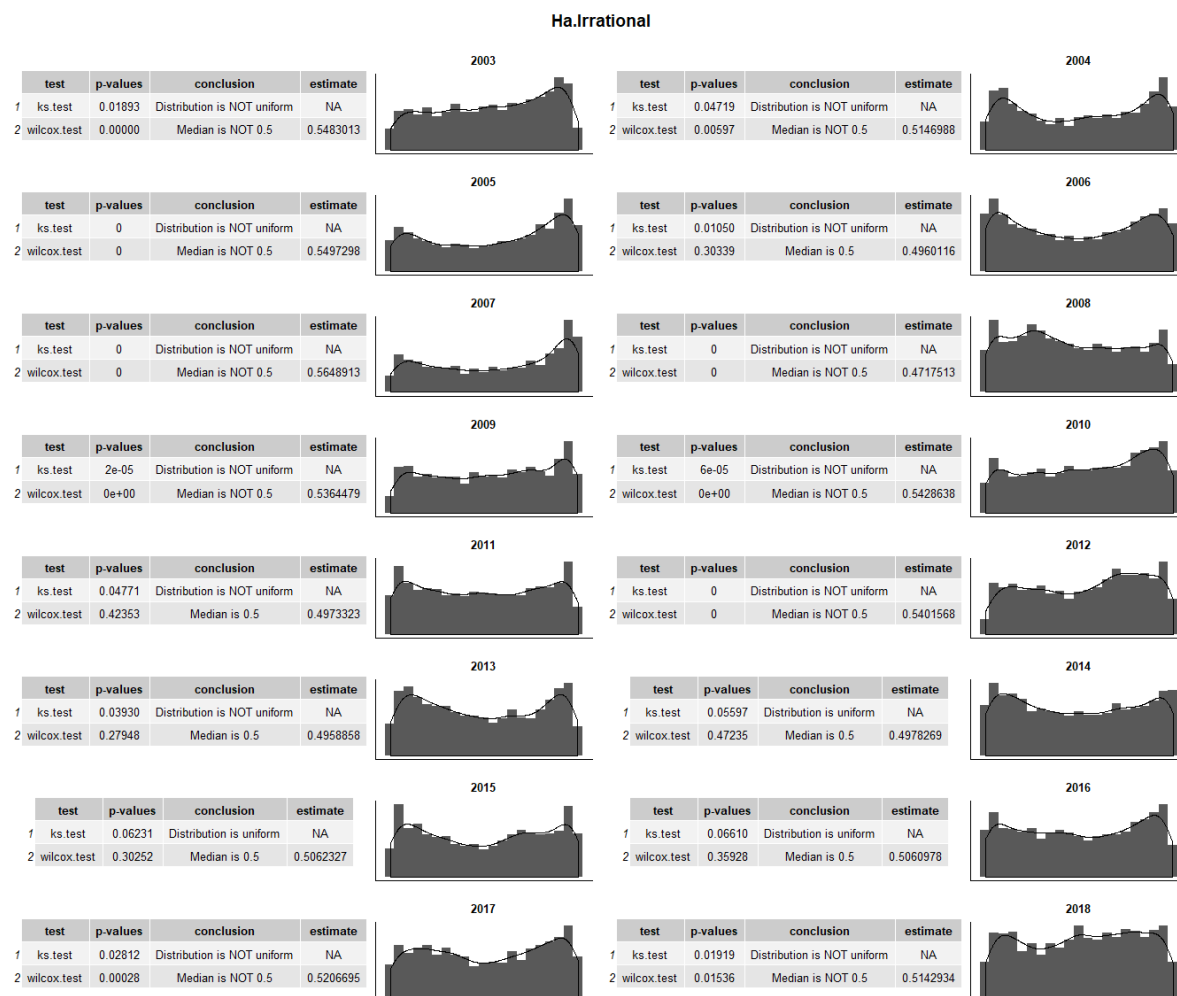 Ha.Irrational
2003
test p-values conclusion estimate
1 ks.test 0.01893 Distribution is NOT uniform NA
2 wilcox.test 0.00000 Median is NOT 0.5 0.5483013
2004
test p-values conclusion estimate
1 ks.test 0.04719 Distribution is NOT uniform NA
2 wilcox.test 0.00597 Median is NOT 0.5 0.5146988
2005
test p-values conclusion estimate
1 ks.test 0 Distribution is NOT uniform NA
2 wilcox.test 0 Median is NOT 0.5 0.5497298
2006
test p-values conclusion estimate
1 ks.test 0.01050 Distribution is NOT uniform NA
2 wilcox.test 0.30339 Median is 0.5 0.4960116
2007
test p-values conclusion estimate
1 ks.test 0 Distribution is NOT uniform NA
2 wilcox.test 0 Median is NOT 0.5 0.5648913
2008
test p-values conclusion estimate
1 ks.test 0 Distribution is NOT uniform NA
2 wilcox.test 0 Median is NOT 0.5 0.4717513
2009
test p-values conclusion estimate
1 ks.test 2e-05 Distribution is NOT uniform NA
2 wilcox.test 0e+00 Median is NOT 0.5 0.5364479
2010
test p-values conclusion estimate
1 ks.test 6e-05 Distribution is NOT uniform NA
2 wilcox.test 0e+00 Median is NOT 0.5 0.5428638
2011
test p-values conclusion estimate
1 ks.test 0.04771 Distribution is NOT uniform NA
2 wilcox.test 0.42353 Median is 0.5 0.4973323
2012
test p-values conclusion estimate
1 ks.test 0 Distribution is NOT uniform NA
2 wilcox.test 0 Median is NOT 0.5 0.5401568
2013
test p-values conclusion estimate
1 ks.test 0.03930 Distribution is NOT uniform NA
2 wilcox.test 0.27948 Median is 0.5 0.4958858
2014
test p-values conclusion estimate
1 ks.test 0.05597 Distribution is uniform NA
2 wilcox.test 0.47235 Median is 0.5 0.4978269
2015
test p-values conclusion estimate
1 ks.test 0.06231 Distribution is uniform NA
2 wilcox.test 0.30252 Median is 0.5 0.5062327
2016
test p-values conclusion estimate
1 ks.test 0.06610 Distribution is uniform NA
2 wilcox.test 0.35928 Median is 0.5 0.5060978
2017
test p-values conclusion estimate
1 ks.test 0.02812 Distribution is NOT uniform NA
2 wilcox.test 0.00028 Median is NOT 0.5 0.5206695
2018
test p-values conclusion estimate
1 ks.test 0.01919 Distribution is NOT uniform NA
2 wilcox.test 0.01536 Median is NOT 0.5 0.5142934